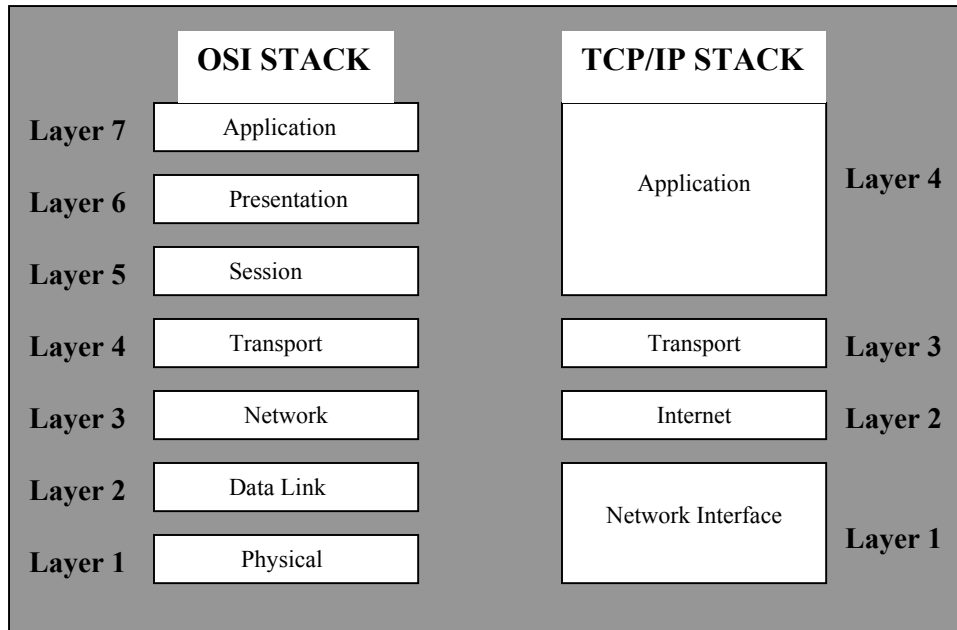 OSI STACK
TCP/IP STACK
Layer 7
Application
Layer 6
Presentation
Application
Layer 4
Layer 5
Session
Layer 4
Transport
Transport
Layer 3
Layer 3
Network
Internet
Layer 2
Layer 2
Data Link
Network Interface
Layer 1
Layer 1
Physical